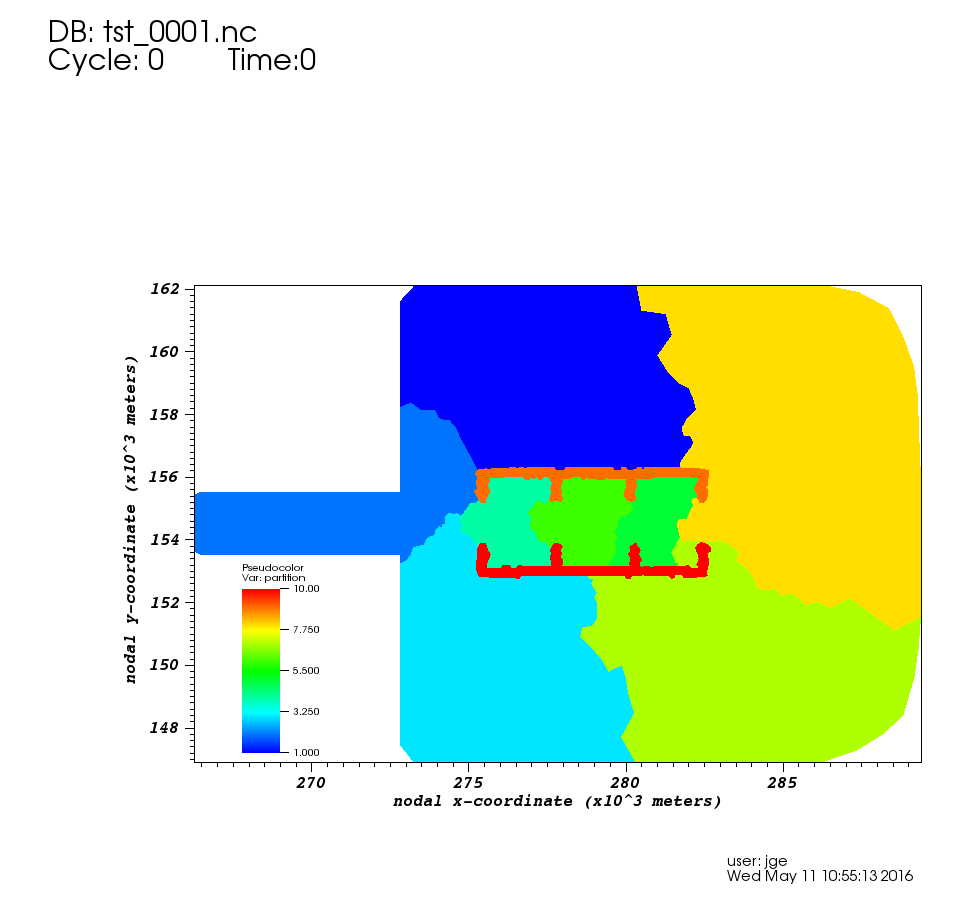 DB: tst_0001.nc
Cycle: 0 Time:0
162
160
158
156
154
152
150
148
nodal y-coordinate (x10^3 meters)
Pseudocolor
Var: partition
10.00
7.750
5.500
3.250
1.000
270 275 280 285
nodal x-coordinate (x10^3 meters)
user: jge
Wed May 11 10:55:13 2016